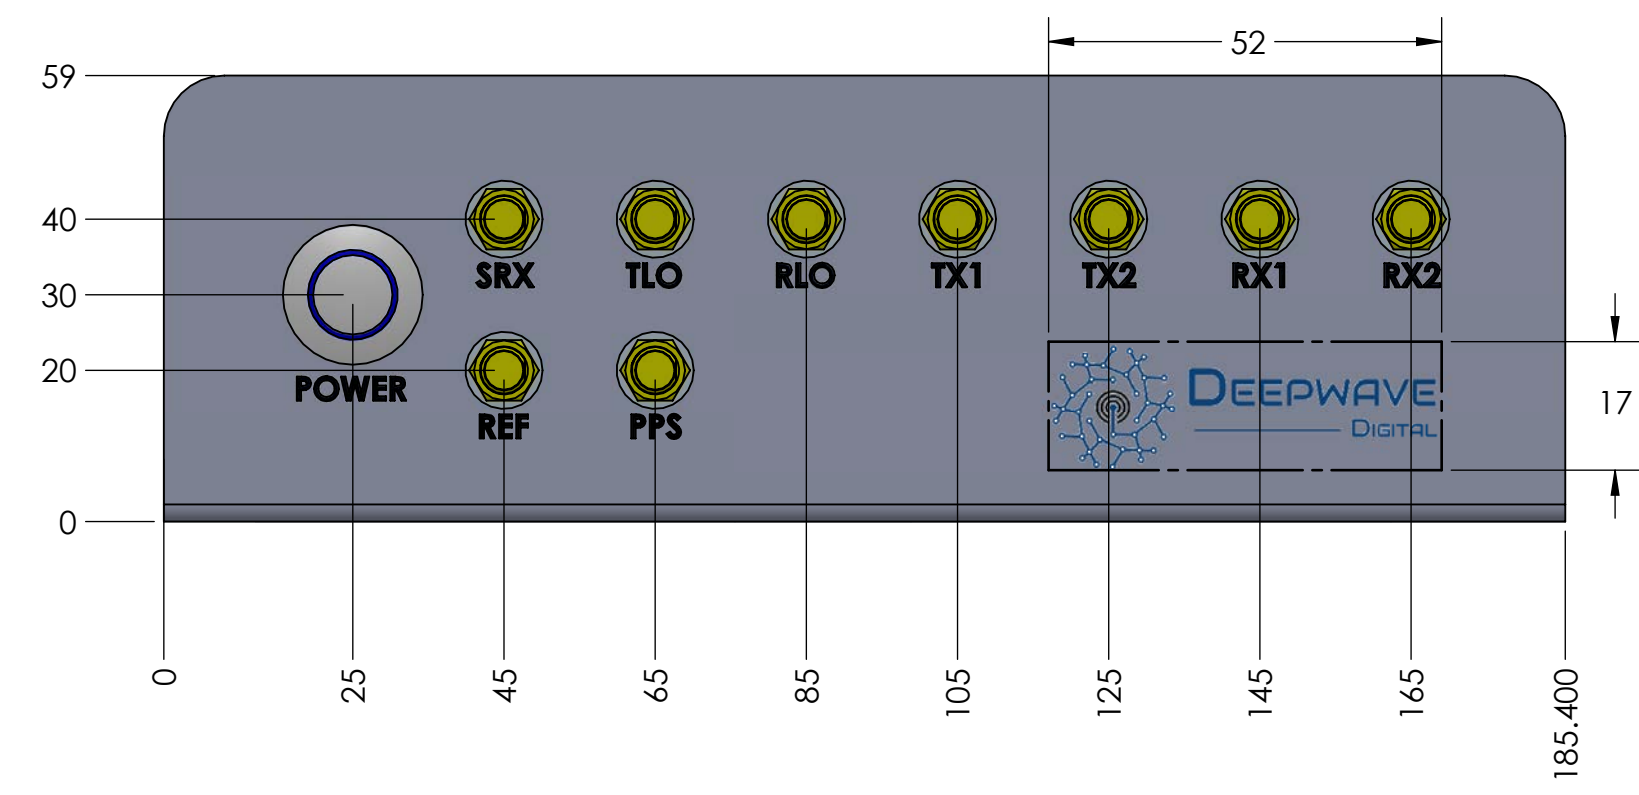 52
59
40
SRX TLO RLO TX1 TX2 RX1 RX2
30
20
POWER
REF PPS
DEEPWAVE
DIGITAL
17
0
0 25 45 65 85 105 125 145 165 185.400